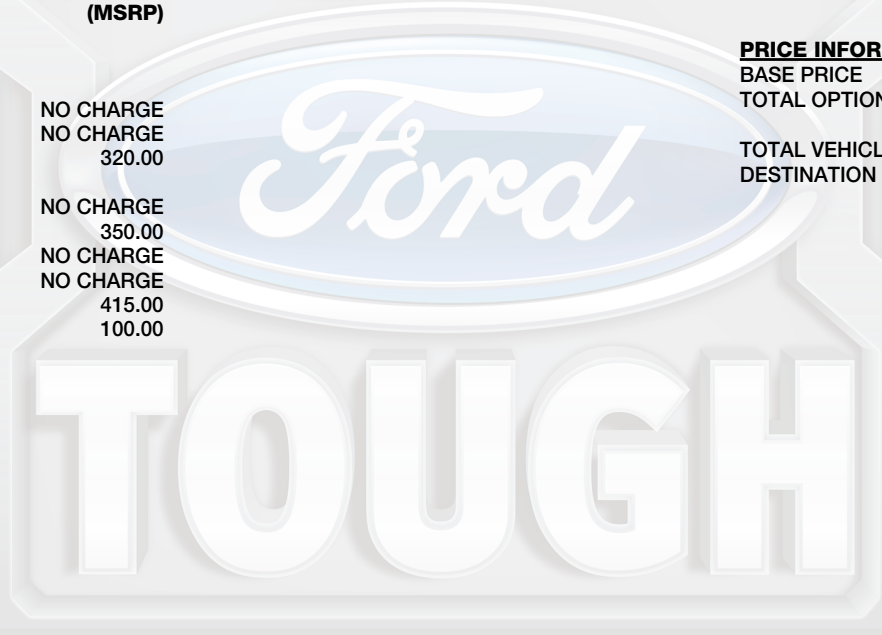 (MSRP)
NO CHARGE
NO CHARGE
320.00
NO CHARGE
350.00
NO CHARGE
NO CHARGE
415.00
100.00
PRICE INFOR
BASE PRICE
TOTAL OPTION
TOTAL VEHICL
DESTINATION
Ford
TOUGH